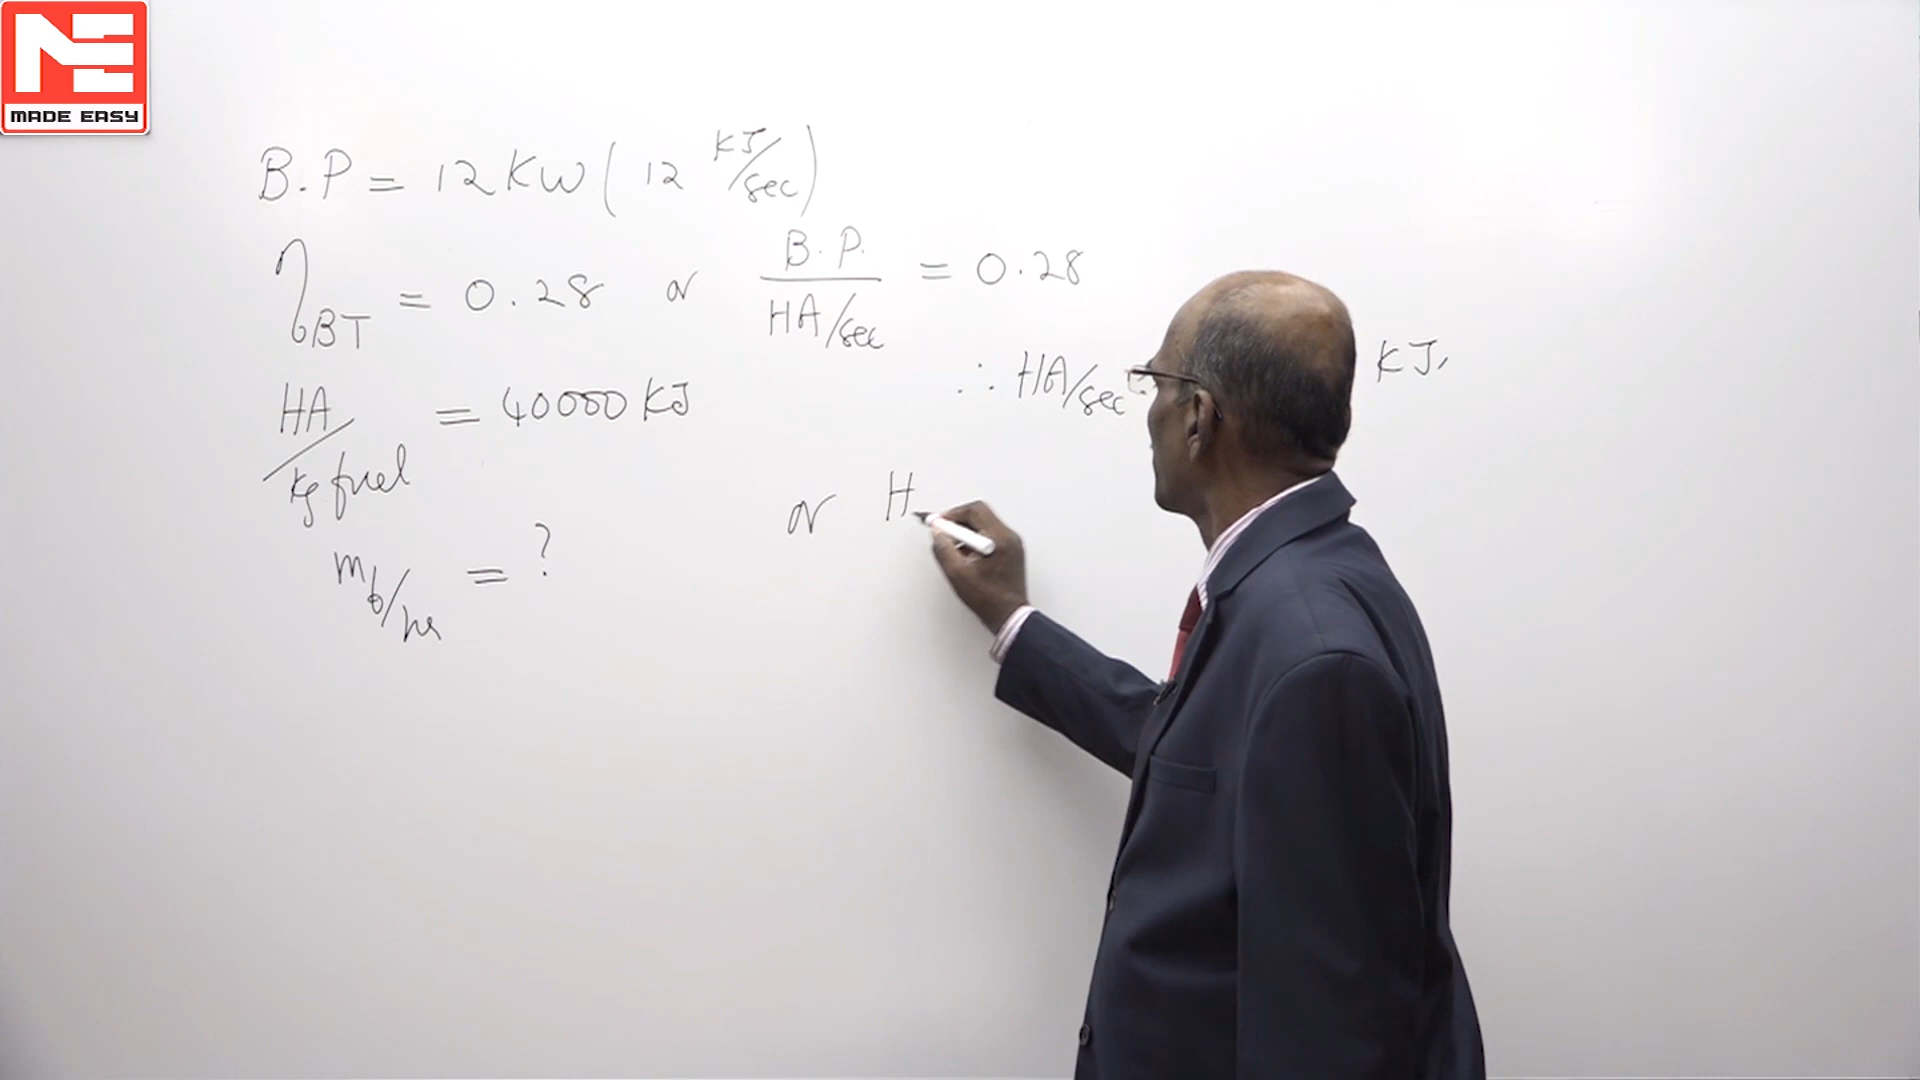 MADE EASY
B.P = 12 KW ( 12 KJ/sec )
η_BT = 0.28 or B.P. / HA/sec = 0.28
∴ HA/sec KJ,
HA / kg fuel = 40000 KJ
or H
m_f/hr = ?